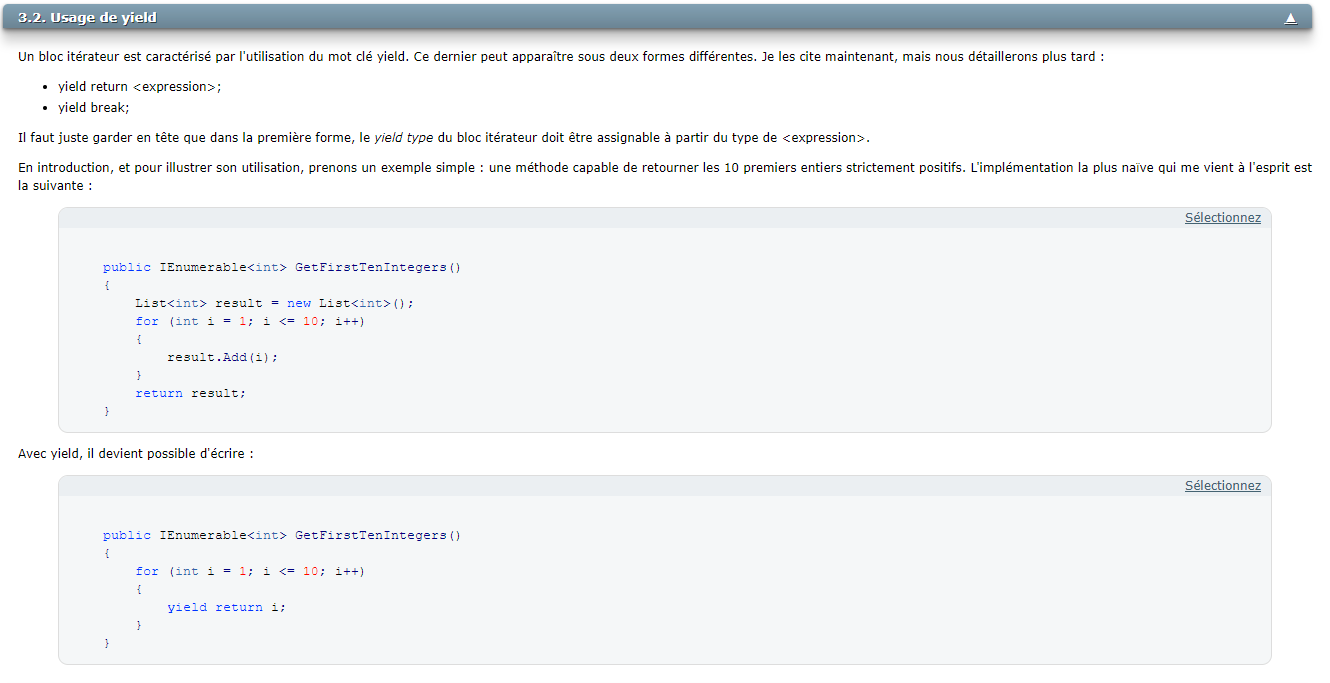 3.2. Usage de yield
▲
Un bloc itérateur est caractérisé par l'utilisation du mot clé yield. Ce dernier peut apparaître sous deux formes différentes. Je les cite maintenant, mais nous détaillerons plus tard :
• yield return <expression>;
• yield break;
Il faut juste garder en tête que dans la première forme, le yield type du bloc itérateur doit être assignable à partir du type de <expression>.
En introduction, et pour illustrer son utilisation, prenons un exemple simple : une méthode capable de retourner les 10 premiers entiers strictement positifs. L'implémentation la plus naïve qui me vient à l'esprit est
la suivante :
Sélectionnez
public IEnumerable<int> GetFirstTenIntegers()
{
    List<int> result = new List<int>();
    for (int i = 1; i <= 10; i++)
    {
        result.Add(i);
    }
    return result;
}
Avec yield, il devient possible d'écrire :
Sélectionnez
public IEnumerable<int> GetFirstTenIntegers()
{
    for (int i = 1; i <= 10; i++)
    {
        yield return i;
    }
}